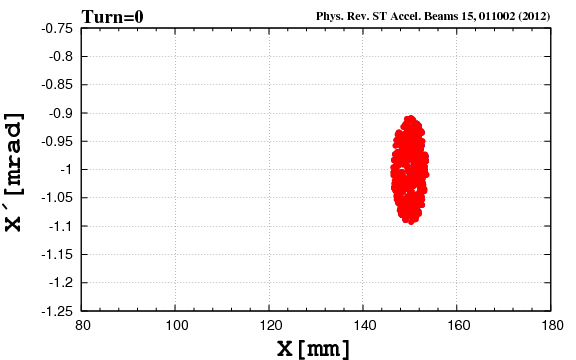 Turn=0
Phys. Rev. ST Accel. Beams 15, 011002 (2012)
-0.75
-0.8
-0.85
-0.9
-0.95
-1
-1.05
-1.1
-1.15
-1.2
-1.25
X´[mrad]
80 100 120 140 160 180
X[mm]